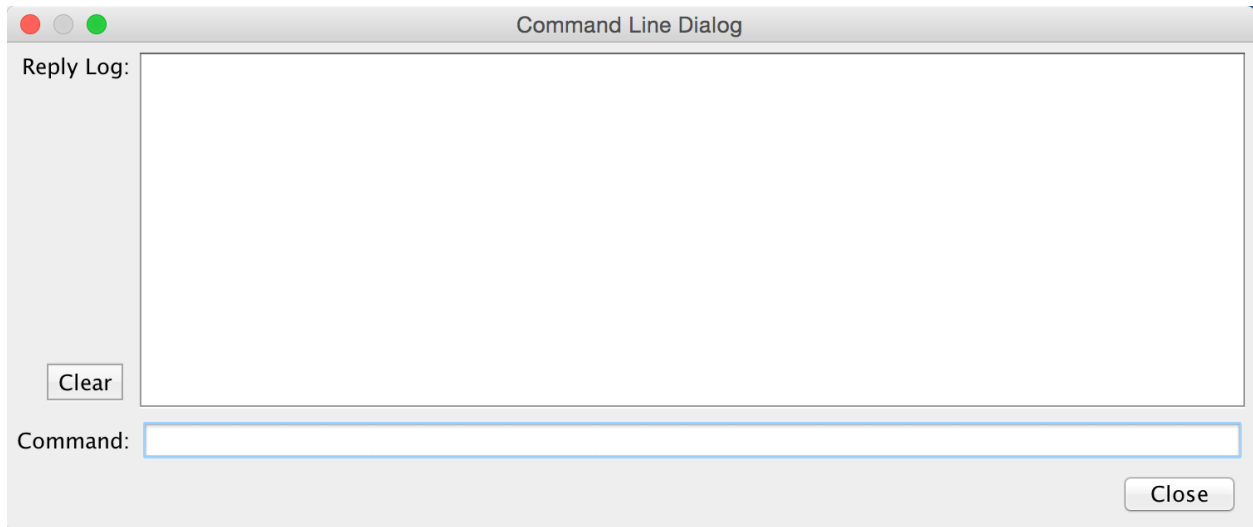 Command Line Dialog
Reply Log:
Clear
Command:
Close